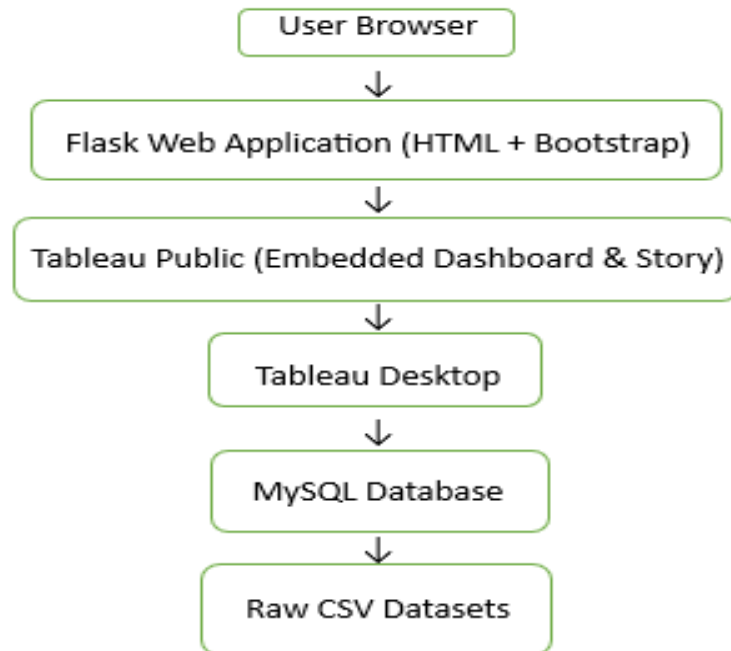 User Browser
Flask Web Application (HTML + Bootstrap)
Tableau Public (Embedded Dashboard & Story)
Tableau Desktop
MySQL Database
Raw CSV Datasets